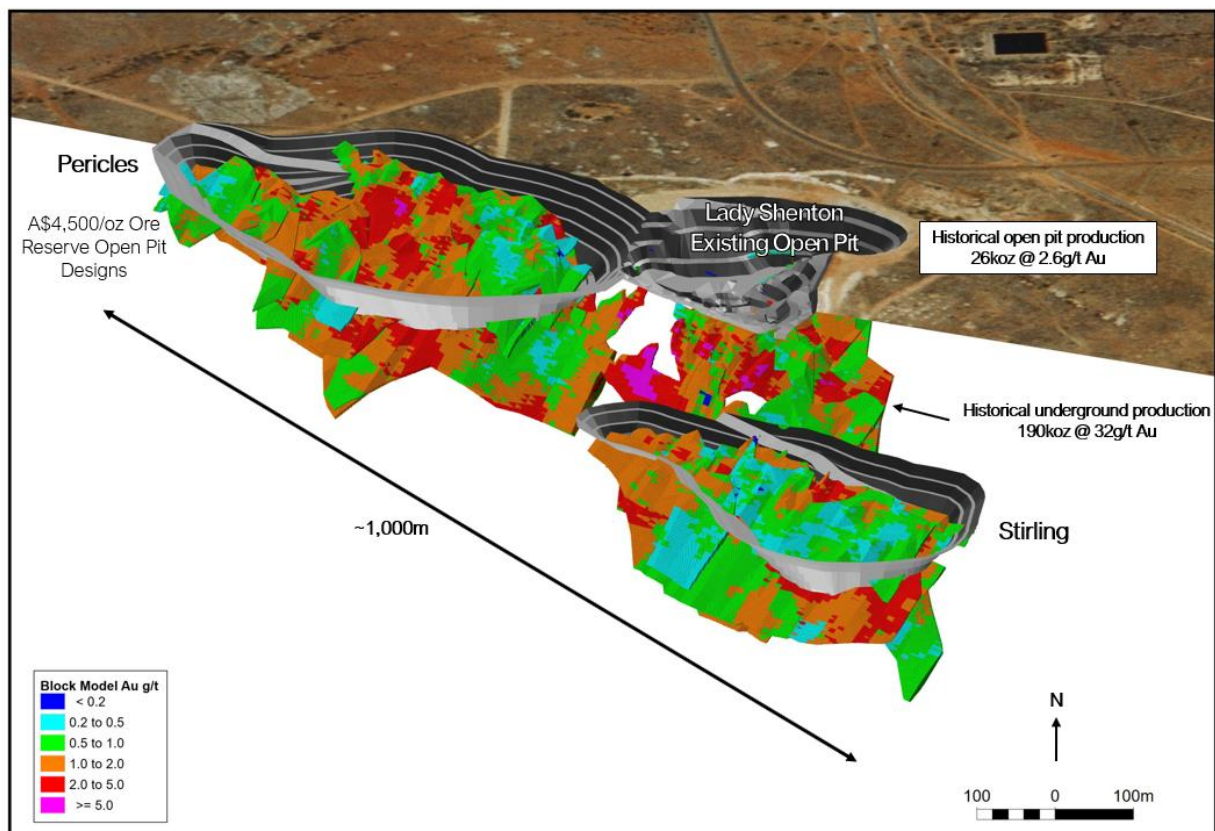 Pericles
A$4,500/oz Ore
Reserve Open Pit
Designs
Lady Shenton
Existing Open Pit
Historical open pit production
26koz @ 2.6g/t Au
Historical underground production
190koz @ 32g/t Au
~1,000m
Stirling
Block Model Au g/t
< 0.2
0.2 to 0.5
0.5 to 1.0
1.0 to 2.0
2.0 to 5.0
>= 5.0
N
100 0 100m